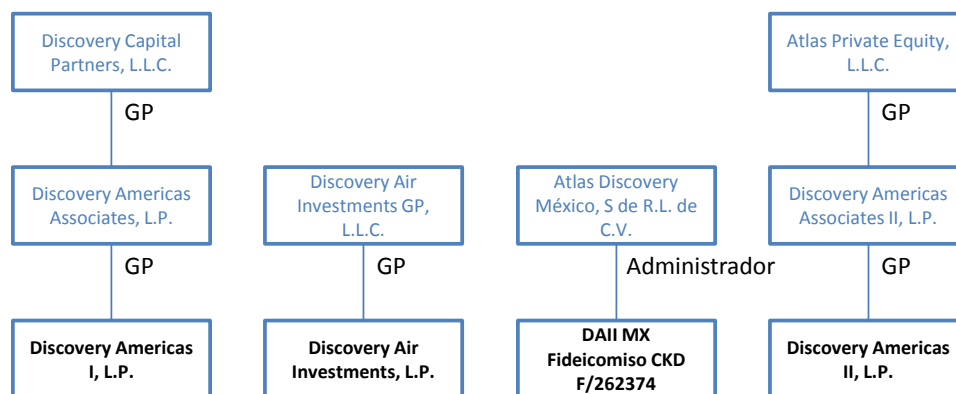 Discovery Capital
Partners, L.L.C.
Atlas Private Equity,
L.L.C.
GP
GP
Discovery Americas
Associates, L.P.
Discovery Air
Investments GP,
L.L.C.
Atlas Discovery
México, S de R.L. de
C.V.
Discovery Americas
Associates II, L.P.
GP
GP
Administrador
GP
Discovery Americas
I, L.P.
Discovery Air
Investments, L.P.
DAII MX
Fideicomiso CKD
F/262374
Discovery Americas
II, L.P.